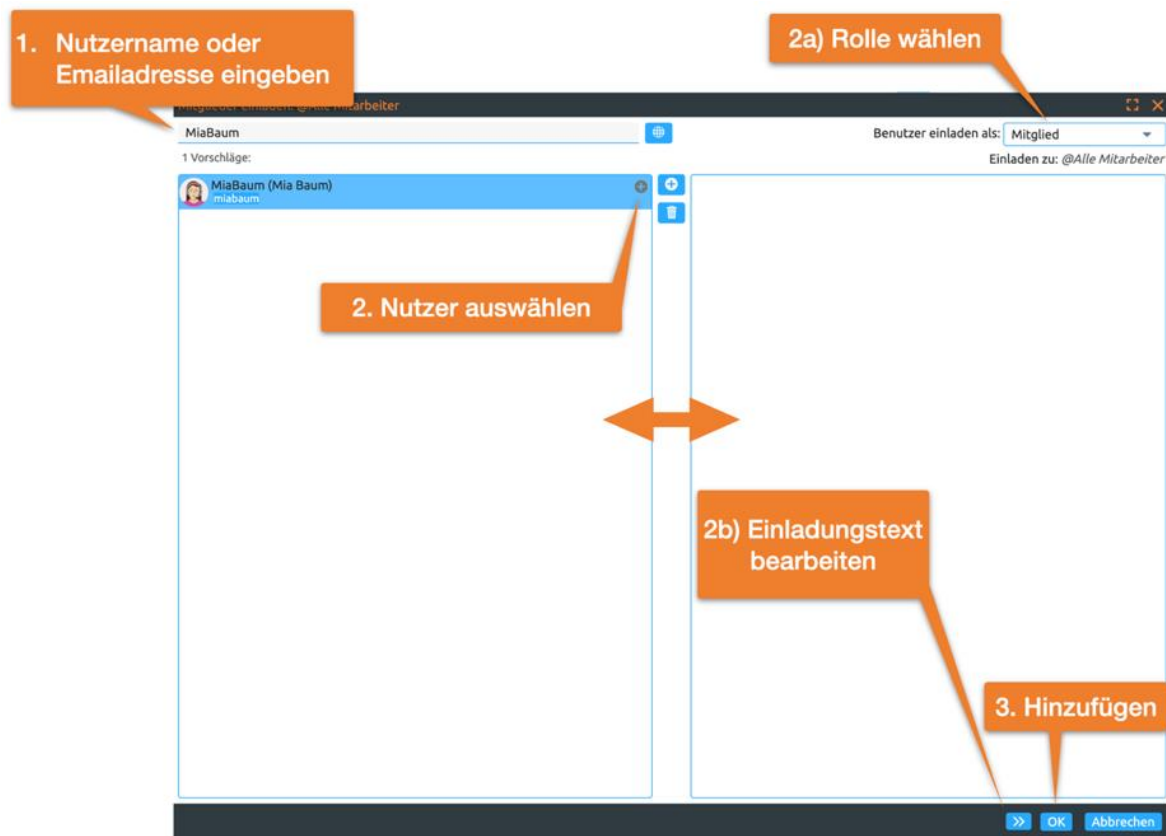 1. Nutzername oder
Emailadresse eingeben
2a) Rolle wählen
Mitglieder einladen: @Alle Mitarbeiter
MiaBaum
Benutzer einladen als: Mitglied
1 Vorschläge:
Einladen zu: @Alle Mitarbeiter
MiaBaum (Mia Baum)
miabaum
2. Nutzer auswählen
2b) Einladungstext
bearbeiten
3. Hinzufügen
OK
Abbrechen